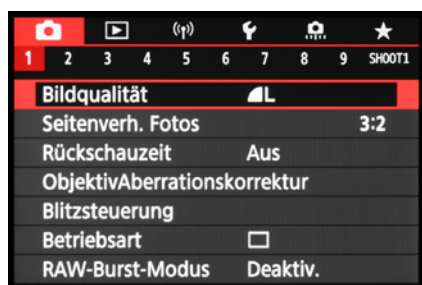 1 2 3 4 5 6 7 8 9 SHOOT1
Bildqualität L
Seitenverh. Fotos 3:2
Rückschauzeit Aus
ObjektivAberrationskorrektur
Blitzsteuerung
Betriebsart
RAW-Burst-Modus Deaktiv.